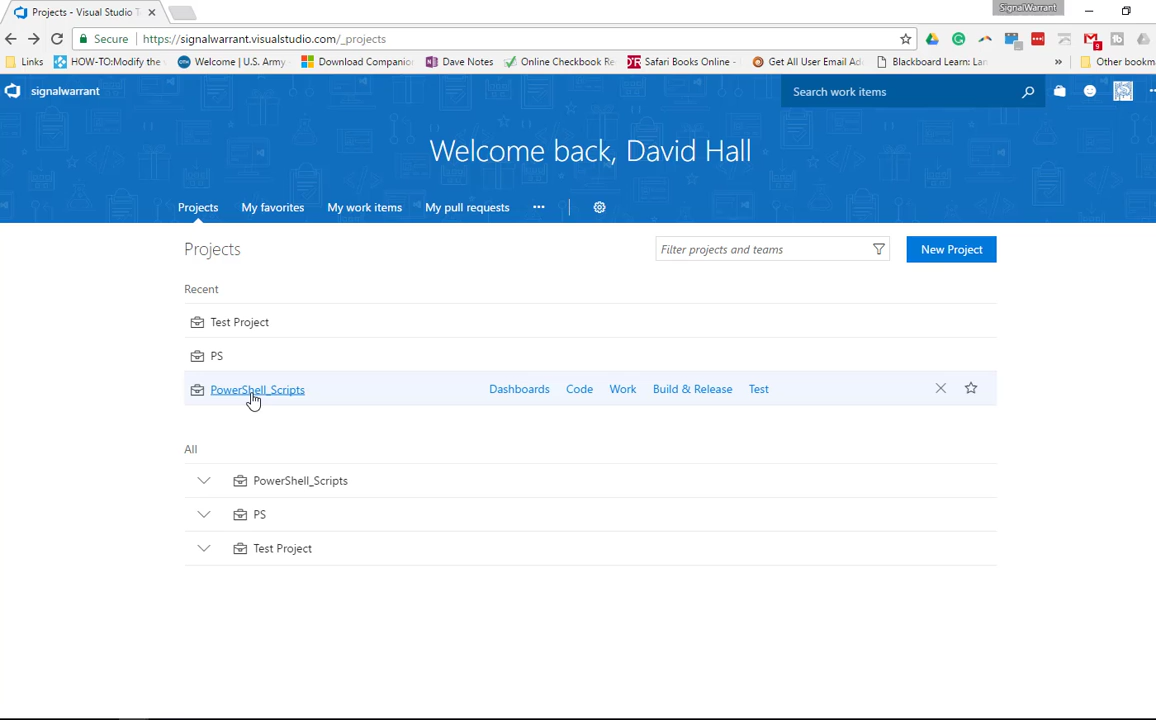 Projects - Visual Studio T
SignalWarrant
Secure
https://signalwarrant.visualstudio.com/_projects
9
Links
HOW-TO:Modify the
Welcome | U.S. Army
Download Companion
Dave Notes
Online Checkbook Re
Safari Books Online -
Get All User Email Ad
Blackboard Learn: Lan
»
Other bookm
signalwarrant
Search work items
Welcome back, David Hall
Projects
My favorites
My work items
My pull requests
Projects
Filter projects and teams
New Project
Recent
Test Project
PS
PowerShell_Scripts
Dashboards
Code
Work
Build & Release
Test
All
PowerShell_Scripts
PS
Test Project